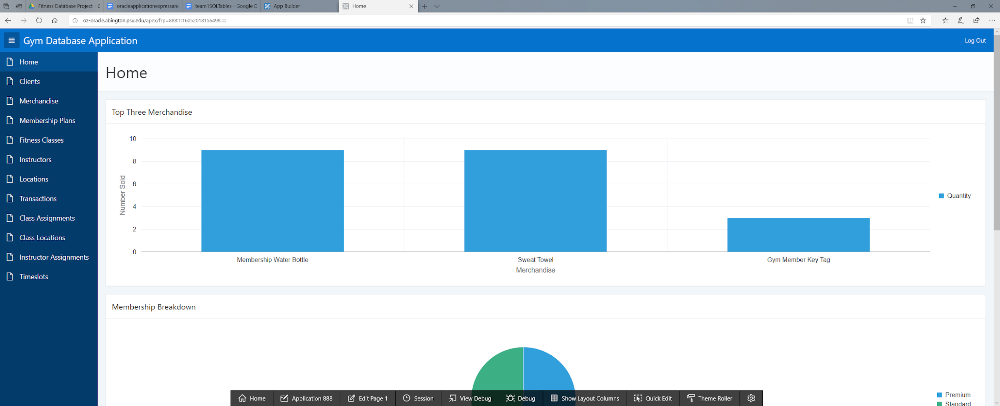 Fitness Database Project - G
oracleapplicationexpressand
team1SQLTables - Google D
App Builder
Home
oz-oracle.abington.psu.edu/apex/f?p=888:1:16052018156498:::::
Gym Database Application
Log Out
Home
Clients
Merchandise
Membership Plans
Fitness Classes
Instructors
Locations
Transactions
Class Assignments
Class Locations
Instructor Assignments
Timeslots
Home
Top Three Merchandise
10
8
6
4
2
0
Number Sold
Membership Water Bottle
Sweat Towel
Gym Member Key Tag
Merchandise
Quantity
Membership Breakdown
Premium
Standard
Home
Application 888
Edit Page 1
Session
View Debug
Debug
Show Layout Columns
Quick Edit
Theme Roller